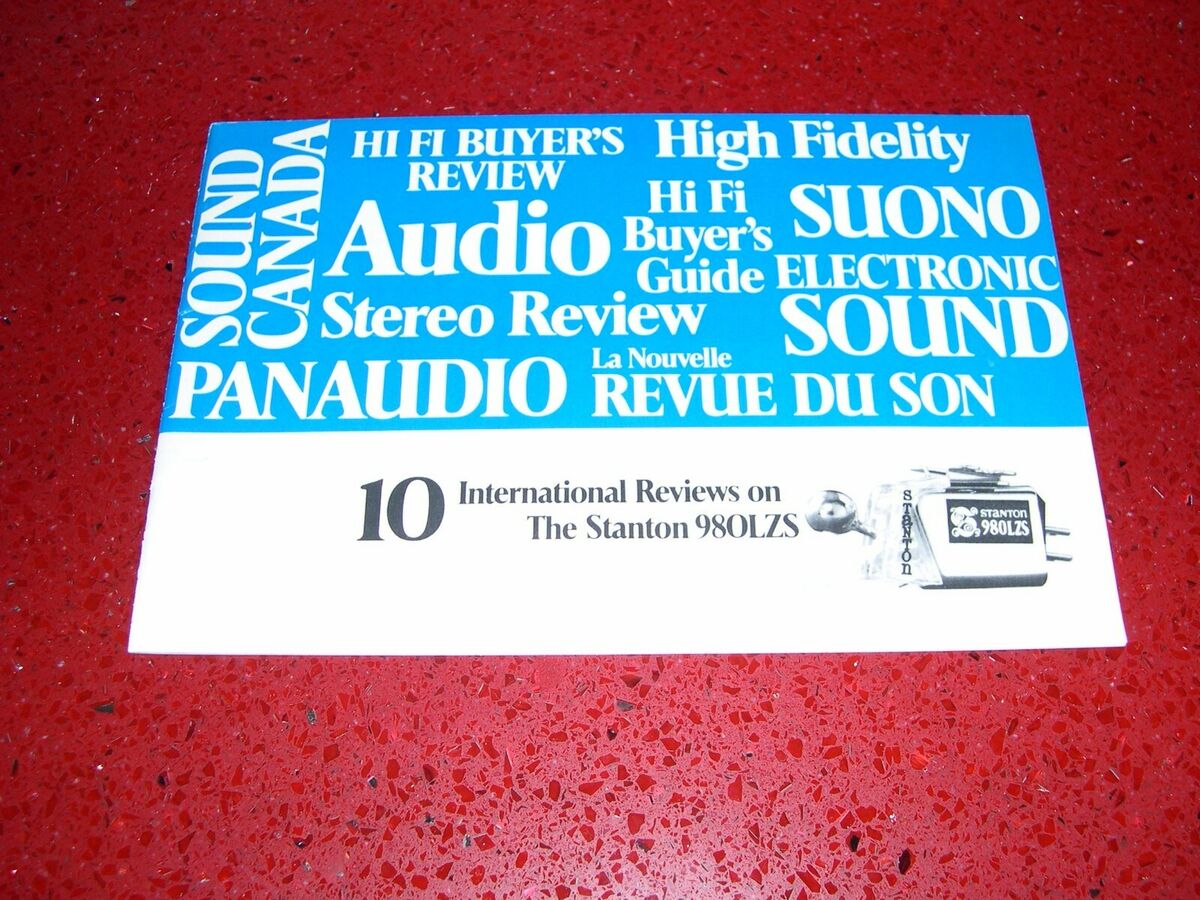 SOUND
CANADA
HI FI BUYER'S
REVIEW
High Fidelity
Audio
Hi Fi
Buyer's
Guide
SUONO
ELECTRONIC
SOUND
Stereo Review
PANAUDIO
La Nouvelle
REVUE DU SON
10
International Reviews on
The Stanton 980LZS
STANTON
STANTON
980LZS